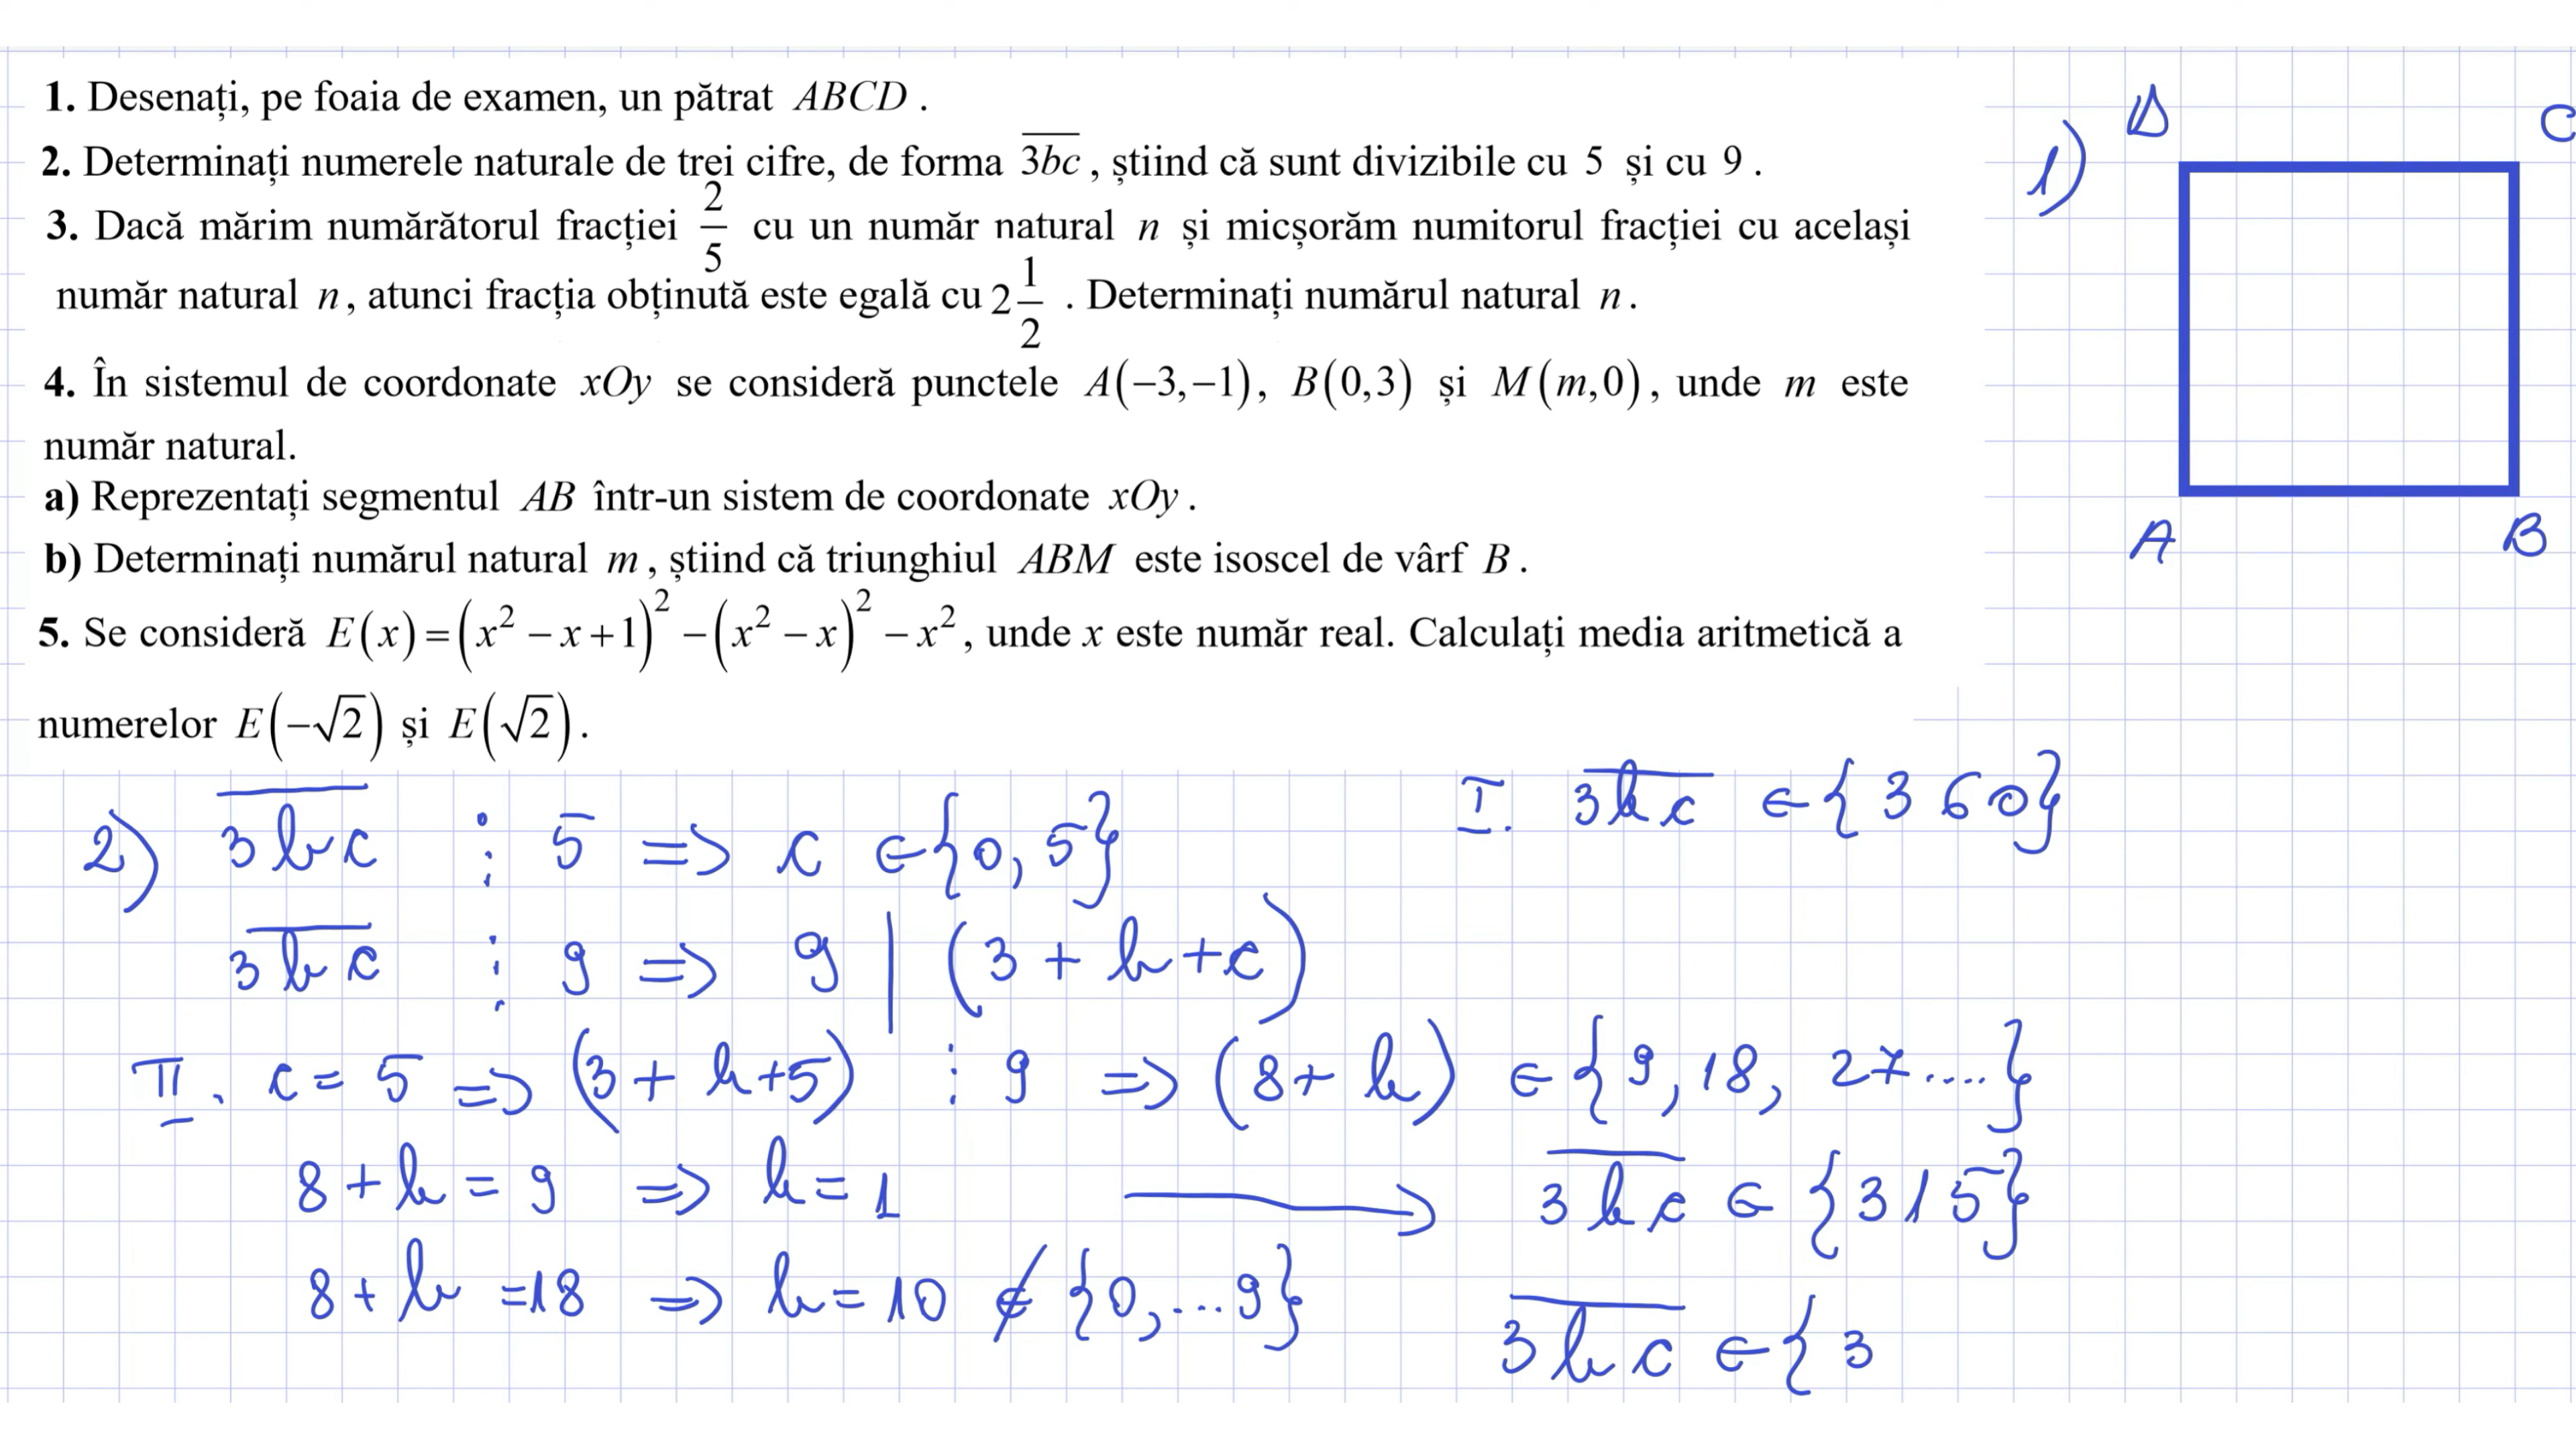 1. Desenați, pe foaia de examen, un pătrat ABCD .
2. Determinați numerele naturale de trei cifre, de forma \overline{3bc}, știind că sunt divizibile cu 5 și cu 9 .
3. Dacă mărim numărătorul fracției 2/5 cu un număr natural n și micșorăm numitorul fracției cu același
număr natural n, atunci fracția obținută este egală cu 2 1/2 . Determinați numărul natural n.
4. În sistemul de coordonate xOy se consideră punctele A(−3,−1), B(0,3) și M(m,0), unde m este
număr natural.
a) Reprezentați segmentul AB într-un sistem de coordonate xOy.
b) Determinați numărul natural m, știind că triunghiul ABM este isoscel de vârf B.
5. Se consideră E(x)=(x² − x+1)² −(x² − x)² − x², unde x este număr real. Calculați media aritmetică a
numerelor E(−√2) și E(√2).
1)
D C
A B
2) \overline{3bc} ⋮ 5 => c ∈{0, 5}
I. \overline{3bc} ∈{360}
\overline{3bc} ⋮ 9 => 9 | (3 + b + c)
II. c = 5 => (3 + b + 5) ⋮ 9 => (8 + b) ∈ {9, 18, 27....}
8 + b = 9 => b = 1 → \overline{3bc} ∈ {315}
8 + b = 18 => b = 10 ∉ {0,...9}
\overline{3bc} ∈ { 3